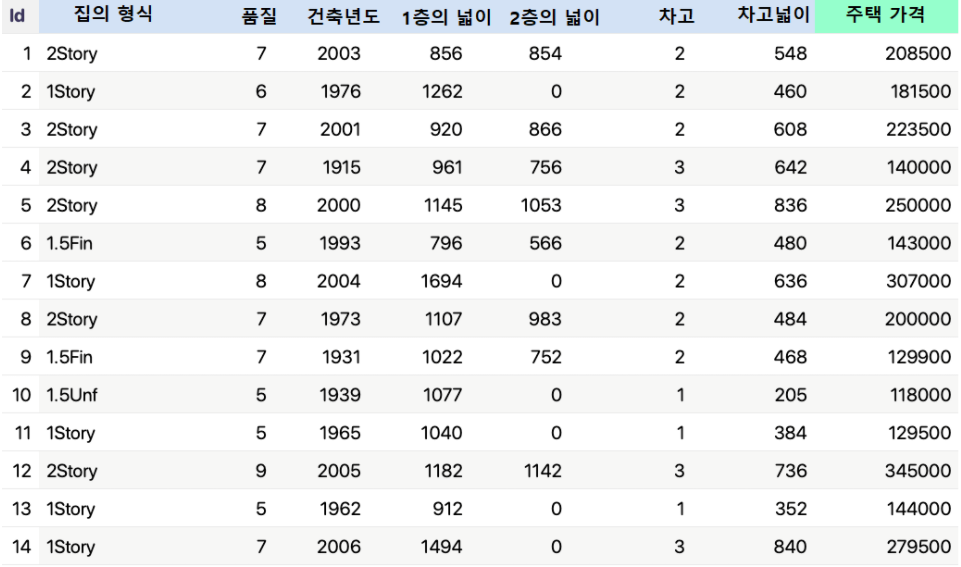 Id 집의 형식 품질 건축년도 1층의 넓이 2층의 넓이 차고 차고넓이 주택 가격
1 2Story 7 2003 856 854 2 548 208500
2 1Story 6 1976 1262 0 2 460 181500
3 2Story 7 2001 920 866 2 608 223500
4 2Story 7 1915 961 756 3 642 140000
5 2Story 8 2000 1145 1053 3 836 250000
6 1.5Fin 5 1993 796 566 2 480 143000
7 1Story 8 2004 1694 0 2 636 307000
8 2Story 7 1973 1107 983 2 484 200000
9 1.5Fin 7 1931 1022 752 2 468 129900
10 1.5Unf 5 1939 1077 0 1 205 118000
11 1Story 5 1965 1040 0 1 384 129500
12 2Story 9 2005 1182 1142 3 736 345000
13 1Story 5 1962 912 0 1 352 144000
14 1Story 7 2006 1494 0 3 840 279500